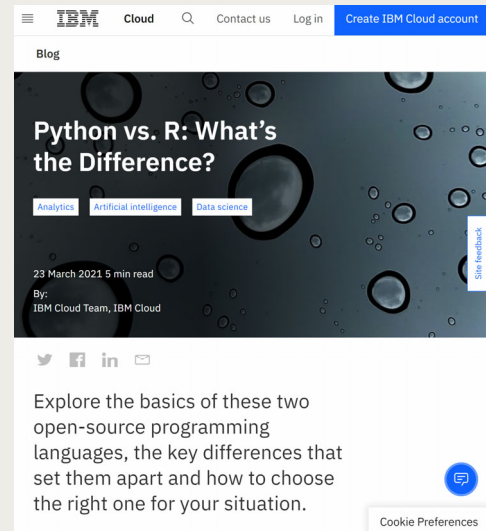 IBM Cloud Contact us Log in Create IBM Cloud account
Blog
Python vs. R: What's
the Difference?
Analytics Artificial intelligence Data science
Site feedback
23 March 2021 5 min read
By:
IBM Cloud Team, IBM Cloud
Explore the basics of these two
open-source programming
languages, the key differences that
set them apart and how to choose
the right one for your situation.
Cookie Preferences